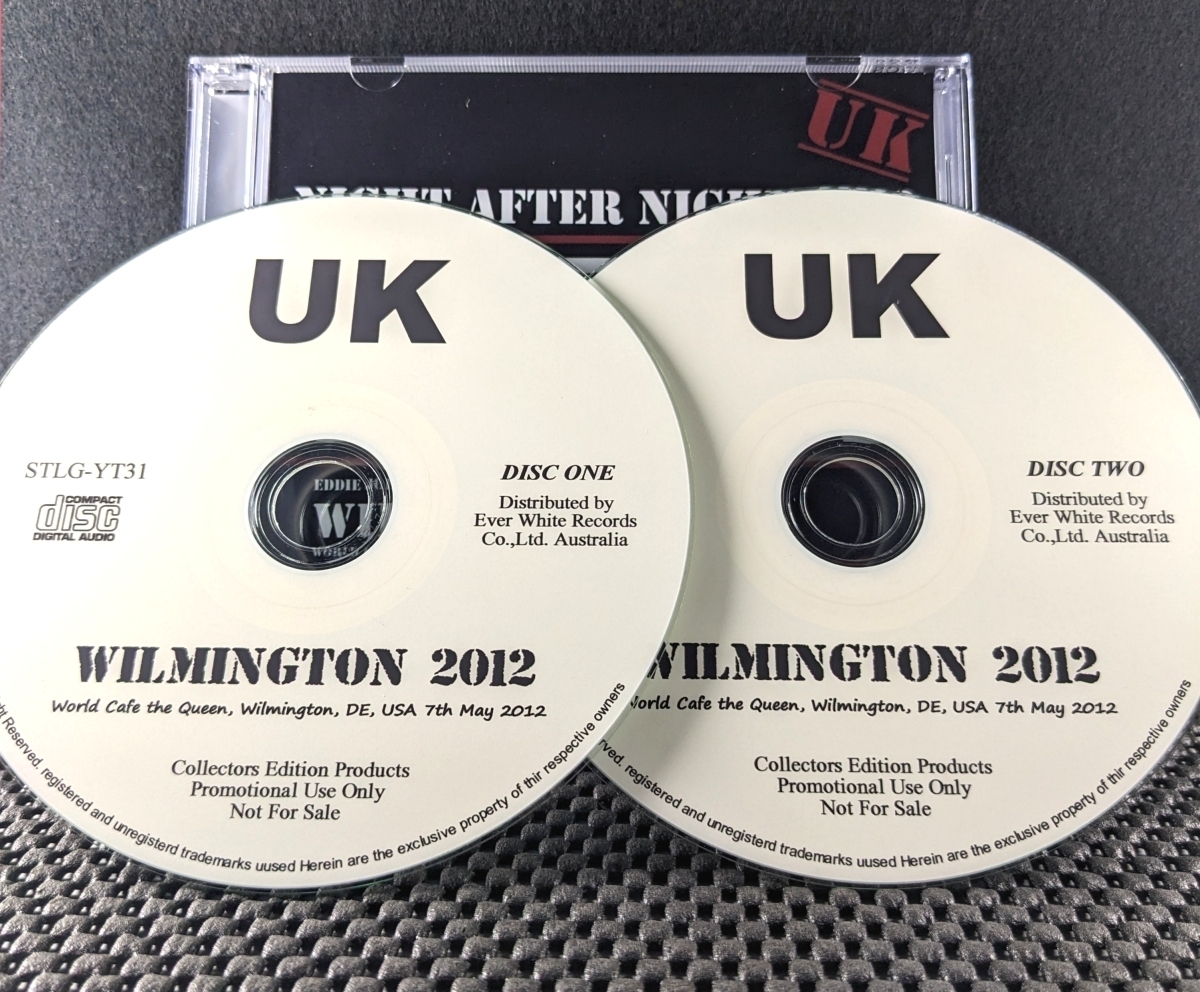 UK
NIGHT AFTER
UK
STLG-YT31
COMPACT
disc
DIGITAL AUDIO
EDDIE
DISC ONE
Distributed by
Ever White Records
Co.,Ltd. Australia
WILMINGTON 2012
World Cafe the Queen, Wilmington, DE, USA 7th May 2012
Collectors Edition Products
Promotional Use Only
Not For Sale
Reserved. registered and unregisterd trademarks uused Herein are the exclusive property of thir respective owners
UK
DISC TWO
Distributed by
Ever White Records
Co.,Ltd. Australia
WILMINGTON 2012
World Cafe the Queen, Wilmington, DE, USA 7th May 2012
Collectors Edition Products
Promotional Use Only
Not For Sale
registered and unregisterd trademarks uused Herein are the exclusive property of thir respective owners